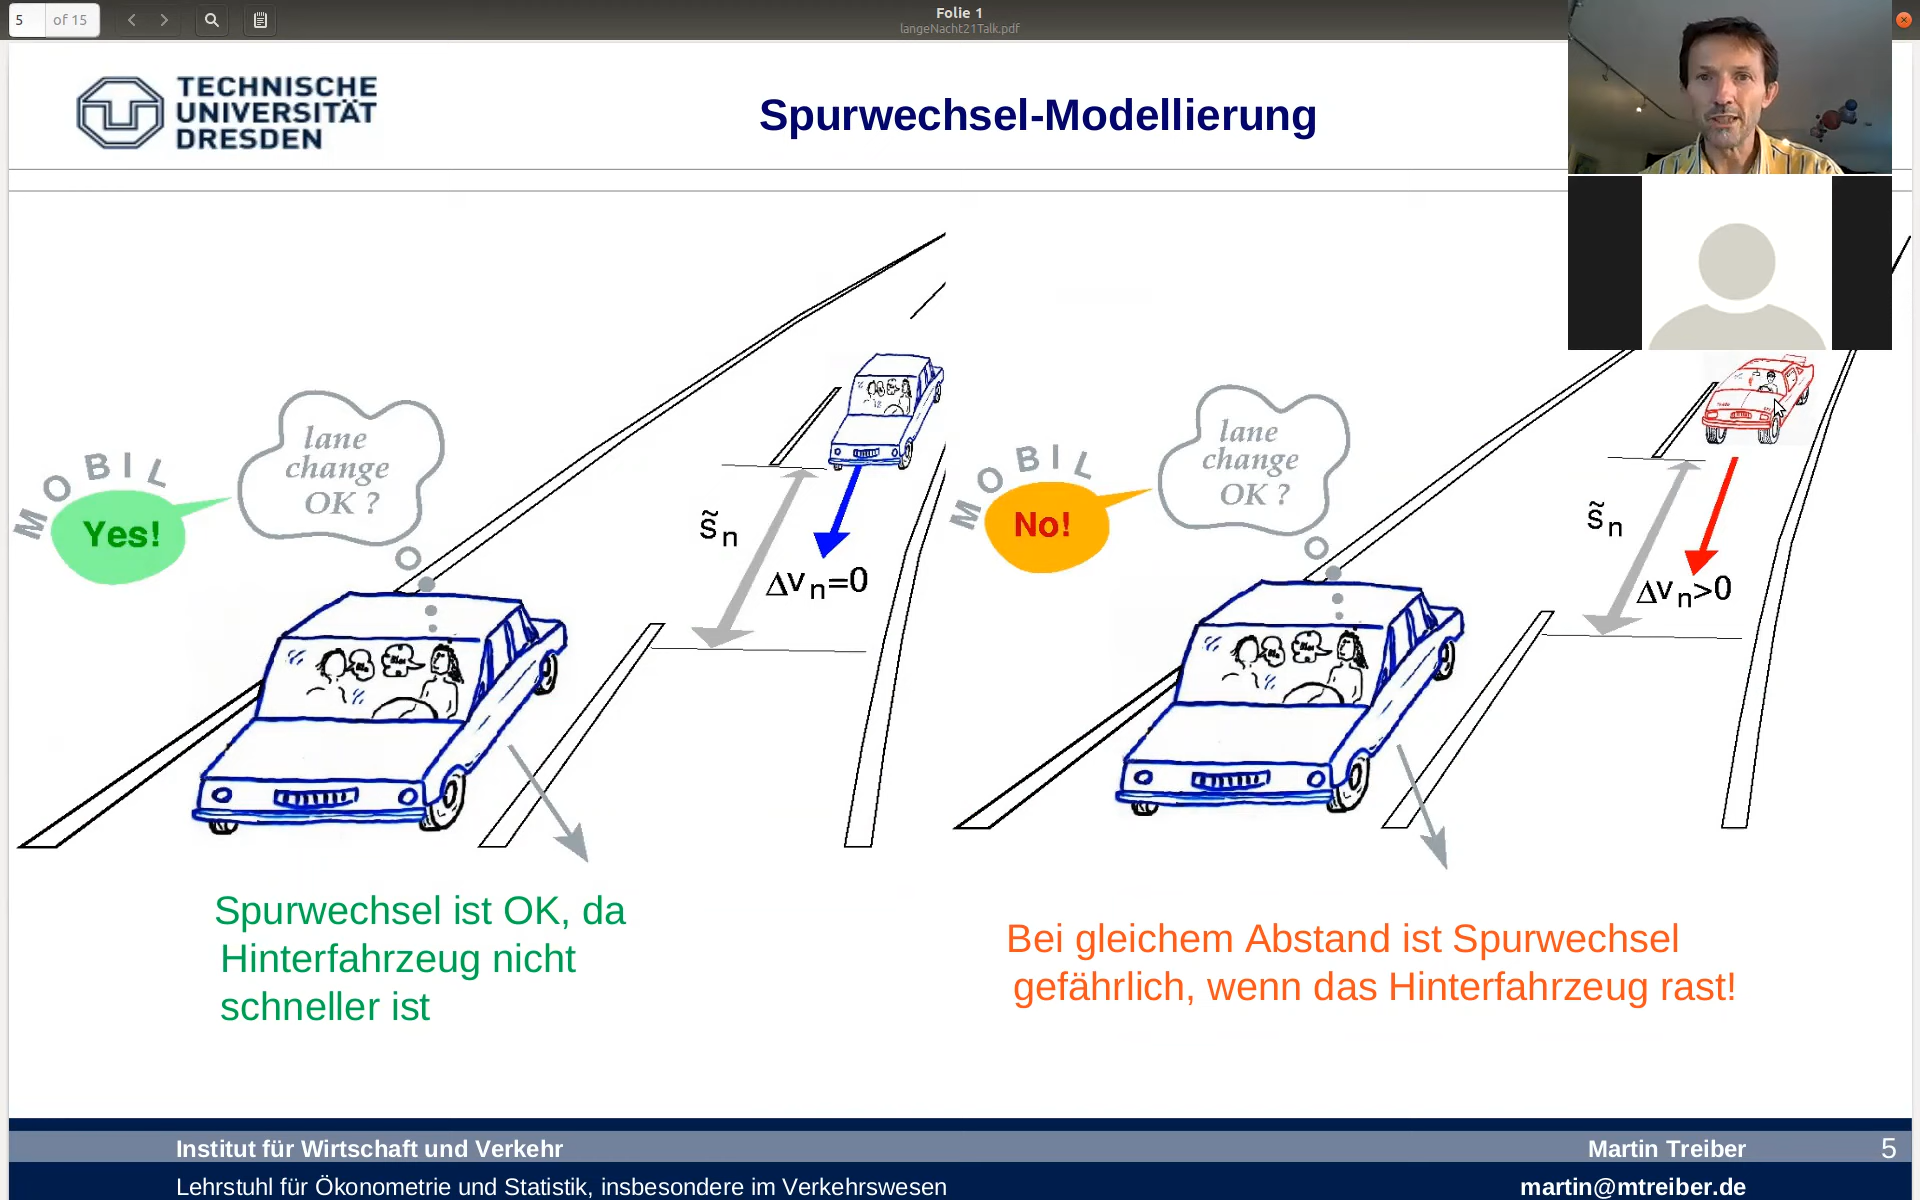 5 of 15
Folie 1
langeNacht21Talk.pdf
TECHNISCHE
UNIVERSITÄT
DRESDEN
Spurwechsel-Modellierung
MOBIL
Yes!
lane
change
OK ?
s̃n
Δvn=0
MOBIL
No!
lane
change
OK ?
s̃n
Δvn>0
Spurwechsel ist OK, da
Hinterfahrzeug nicht
schneller ist
Bei gleichem Abstand ist Spurwechsel
gefährlich, wenn das Hinterfahrzeug rast!
Institut für Wirtschaft und Verkehr
Martin Treiber
5
Lehrstuhl für Ökonometrie und Statistik, insbesondere im Verkehrswesen
martin@mtreiber.de